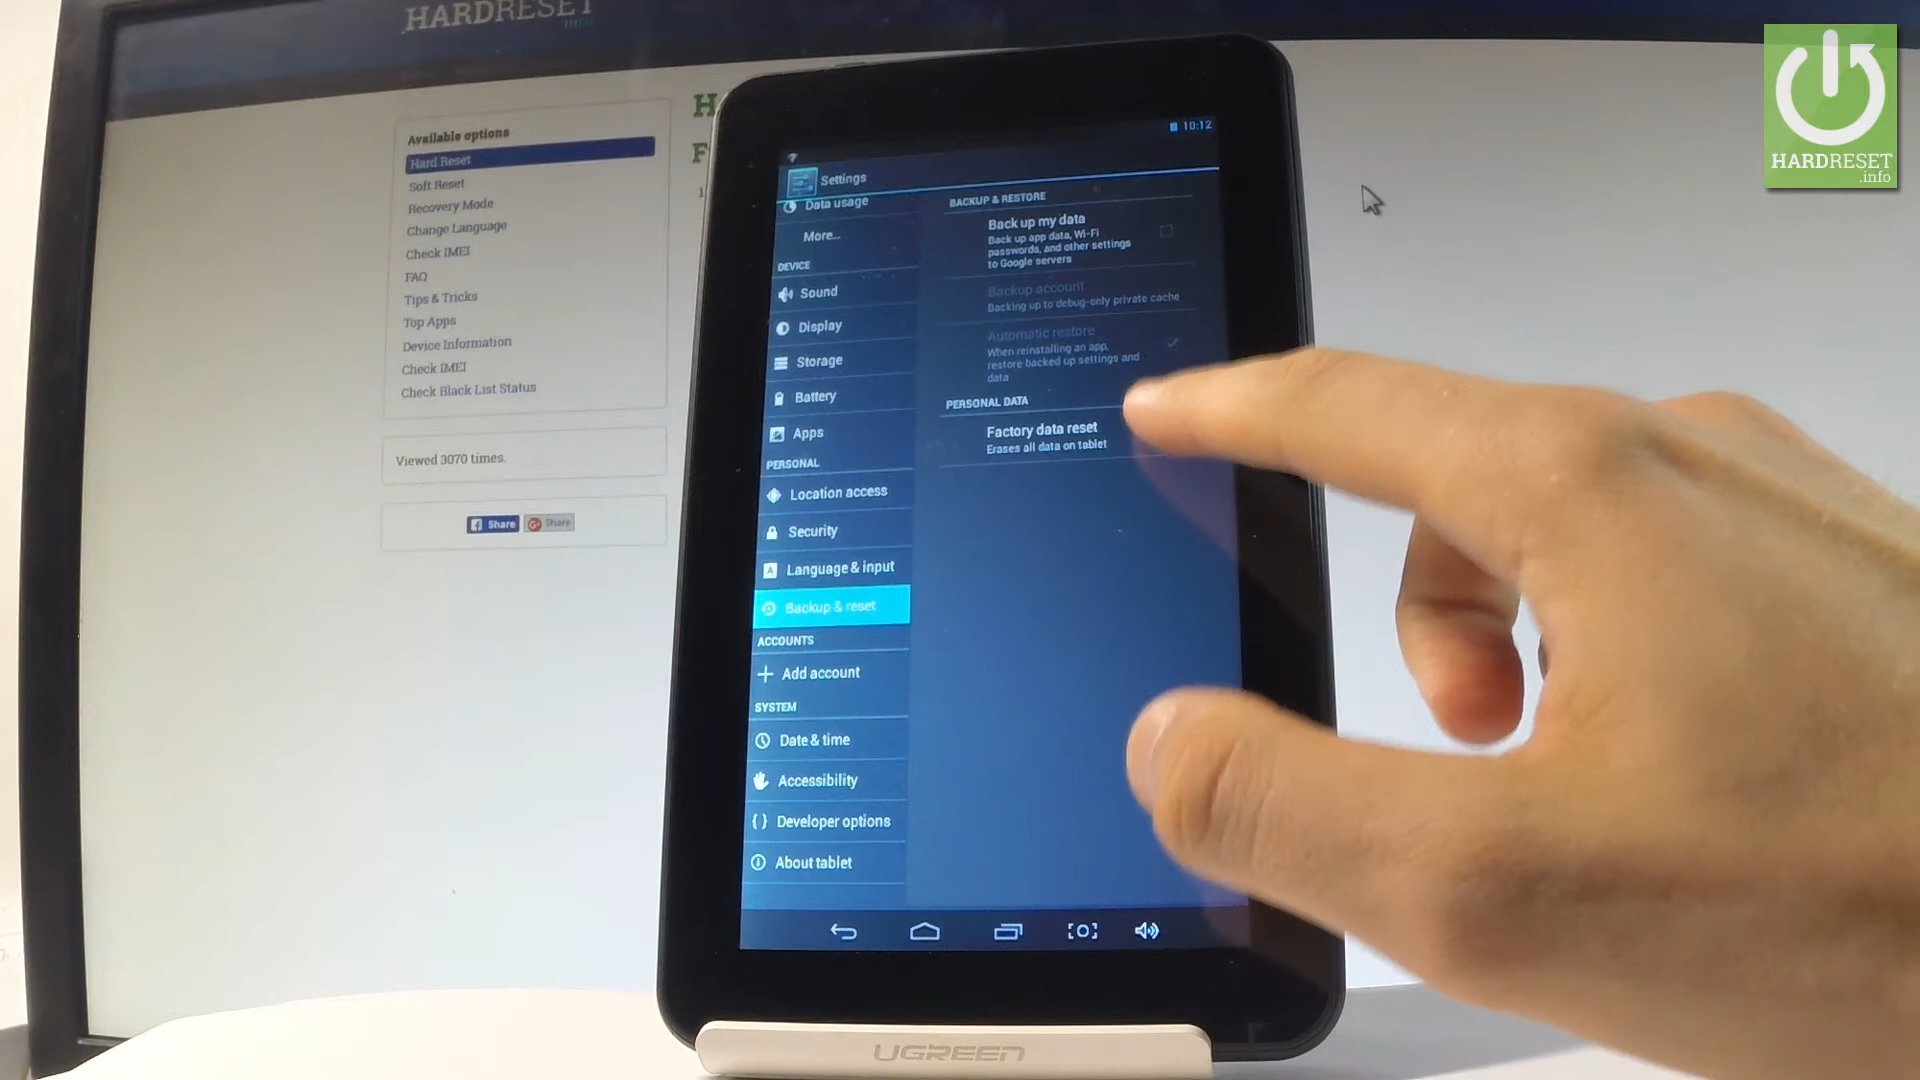 HARDRESET
INFO
Available options
Hard Reset
Soft Reset
Recovery Mode
Change Language
Check IMEI
FAQ
Tips & Tricks
Top Apps
Device Information
Check IMEI
Check Black List Status
Viewed 3070 times.
Share
Share
H
F
1
10:12
Settings
Data usage
More...
DEVICE
Sound
Display
Storage
Battery
Apps
PERSONAL
Location access
Security
Language & input
Backup & reset
ACCOUNTS
Add account
SYSTEM
Date & time
Accessibility
Developer options
About tablet
BACKUP & RESTORE
Back up my data
Back up app data, Wi-Fi
passwords, and other settings
to Google servers
Backup account
Backing up to debug-only private cache
Automatic restore
When reinstalling an app,
restore backed up settings and
data
PERSONAL DATA
Factory data reset
Erases all data on tablet
UGREEN
HARDRESET
.info